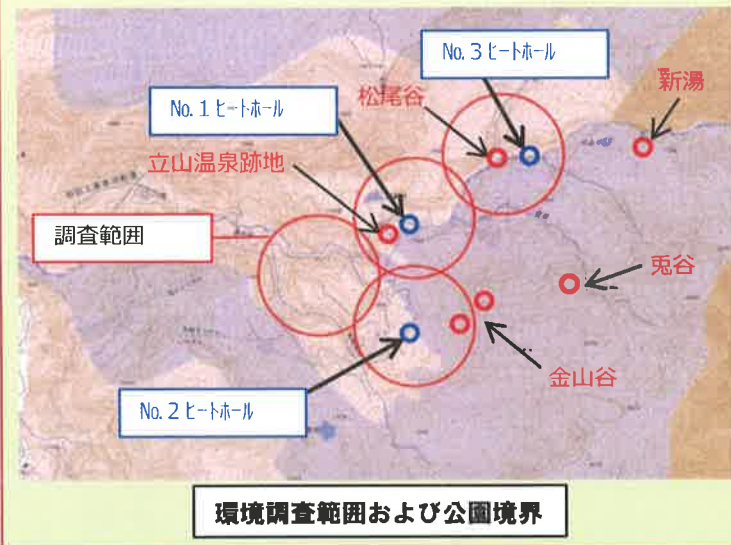 No. 3 ヒートホール
新湯
松尾谷
No. 1 ヒートホール
立山温泉跡地
調査範囲
兎谷
金山谷
No. 2 ヒートホール
環境調査範囲および公園境界